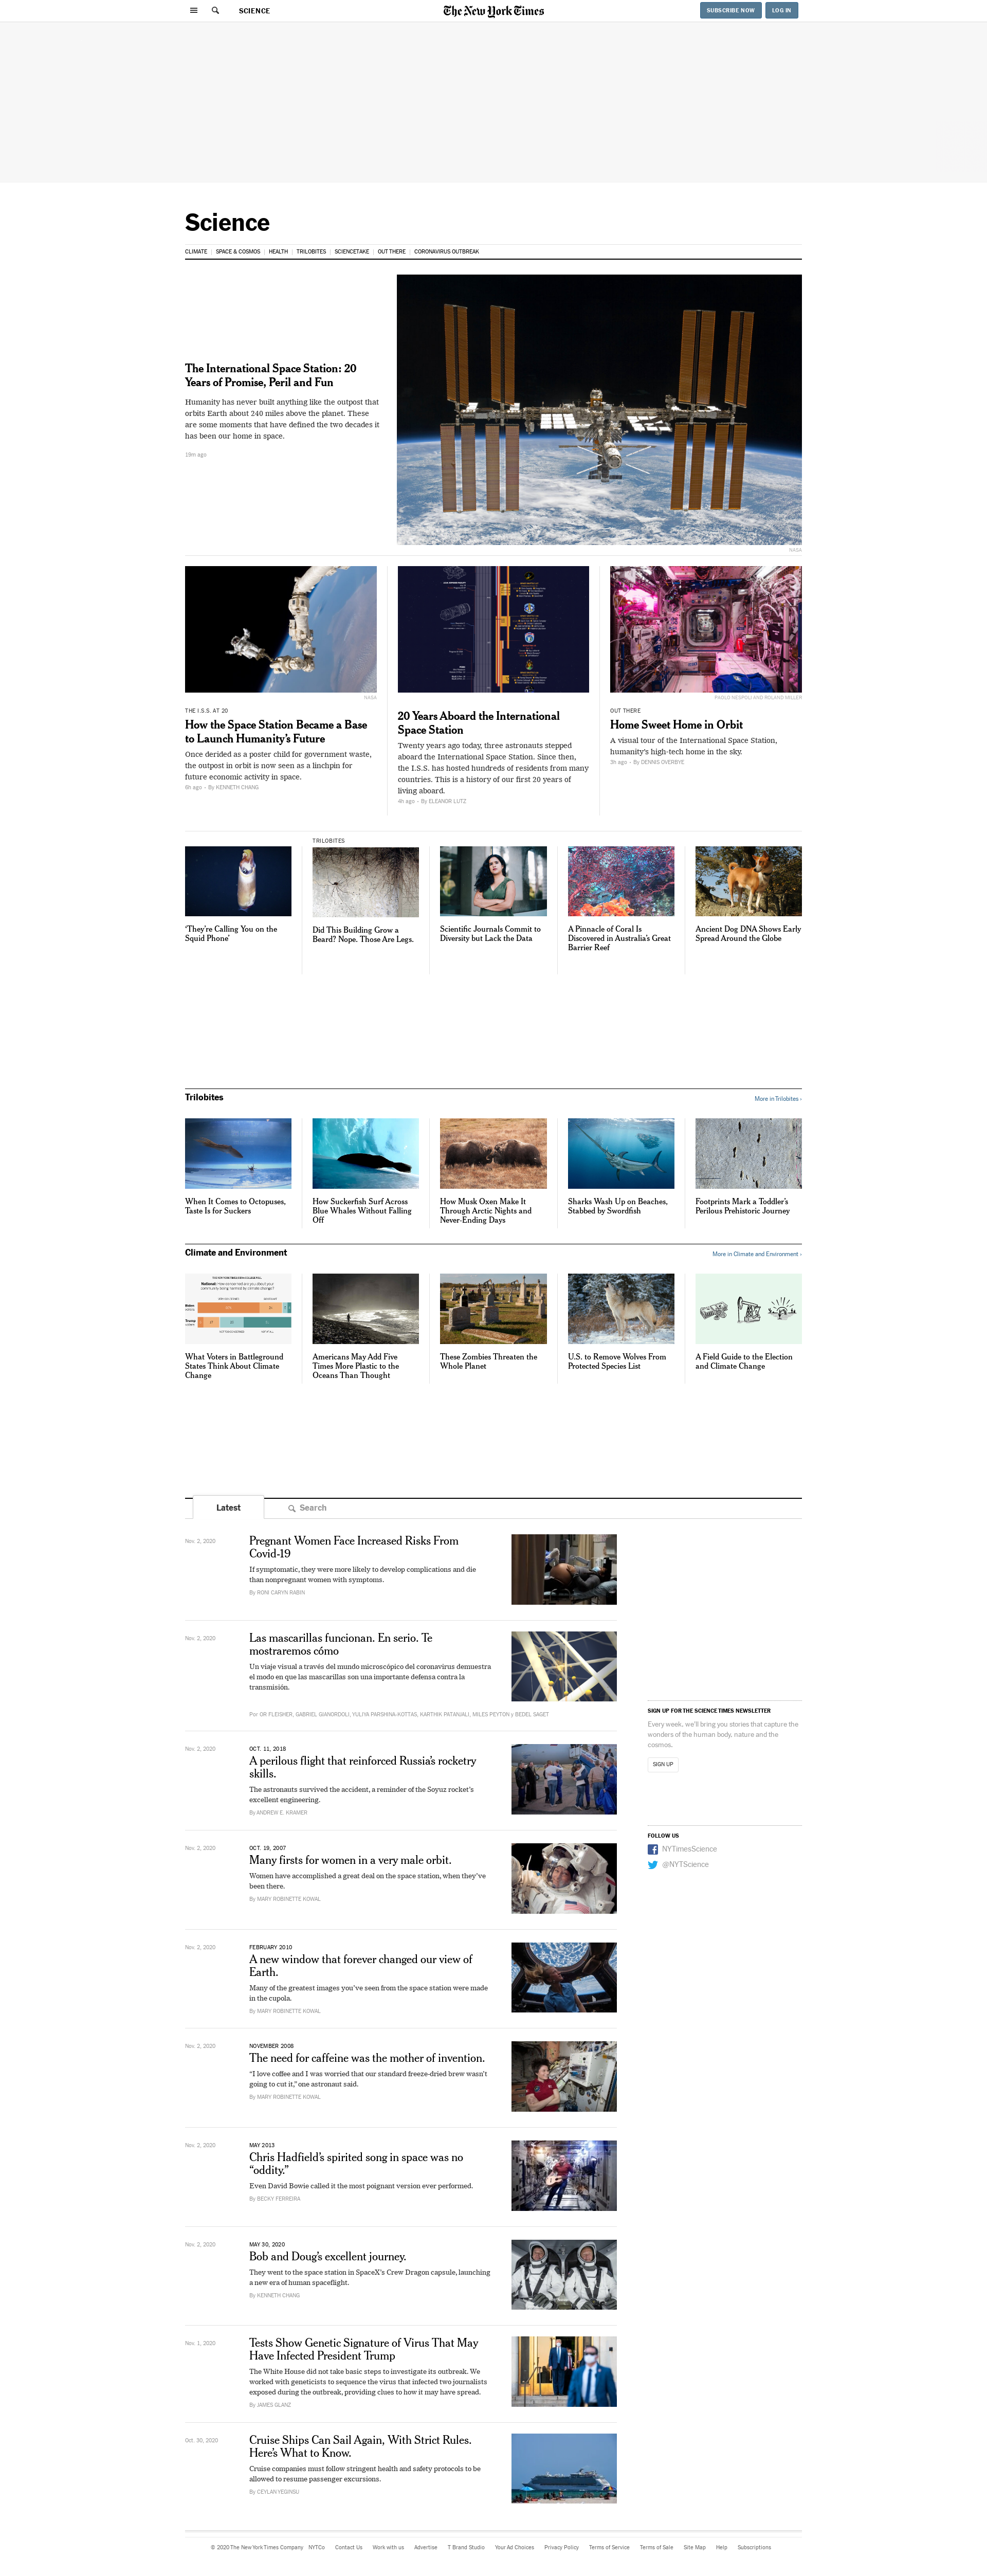 SCIENCE
The New York Times
SUBSCRIBE NOW
LOG IN
Science
CLIMATE
SPACE & COSMOS
HEALTH
TRILOBITES
SCIENCETAKE
OUT THERE
CORONAVIRUS OUTBREAK
The International Space Station: 20
Years of Promise, Peril and Fun
Humanity has never built anything like the outpost that
orbits Earth about 240 miles above the planet. These
are some moments that have defined the two decades it
has been our home in space.
19m ago
NASA
NASA
THE I.S.S. AT 20
How the Space Station Became a Base
to Launch Humanity's Future
Once derided as a poster child for government waste,
the outpost in orbit is now seen as a linchpin for
future economic activity in space.
6h ago - By KENNETH CHANG
20 Years Aboard the International
Space Station
Twenty years ago today, three astronauts stepped
aboard the International Space Station. Since then,
the I.S.S. has hosted hundreds of residents from many
countries. This is a history of our first 20 years of
living aboard.
4h ago - By ELEANOR LUTZ
PAOLO NESPOLI AND ROLAND MILLER
OUT THERE
Home Sweet Home in Orbit
A visual tour of the International Space Station,
humanity's high-tech home in the sky.
3h ago - By DENNIS OVERBYE
'They're Calling You on the
Squid Phone'
TRILOBITES
Did This Building Grow a
Beard? Nope. Those Are Legs.
Scientific Journals Commit to
Diversity but Lack the Data
A Pinnacle of Coral Is
Discovered in Australia's Great
Barrier Reef
Ancient Dog DNA Shows Early
Spread Around the Globe
Trilobites
More in Trilobites ›
When It Comes to Octopuses,
Taste Is for Suckers
How Suckerfish Surf Across
Blue Whales Without Falling
Off
How Musk Oxen Make It
Through Arctic Nights and
Never-Ending Days
Sharks Wash Up on Beaches,
Stabbed by Swordfish
Footprints Mark a Toddler's
Perilous Prehistoric Journey
Climate and Environment
More in Climate and Environment ›
What Voters in Battleground
States Think About Climate
Change
Americans May Add Five
Times More Plastic to the
Oceans Than Thought
These Zombies Threaten the
Whole Planet
U.S. to Remove Wolves From
Protected Species List
A Field Guide to the Election
and Climate Change
Latest
Search
Nov. 2, 2020
Pregnant Women Face Increased Risks From
Covid-19
If symptomatic, they were more likely to develop complications and die
than nonpregnant women with symptoms.
By RONI CARYN RABIN
Nov. 2, 2020
Las mascarillas funcionan. En serio. Te
mostraremos cómo
Un viaje visual a través del mundo microscópico del coronavirus demuestra
el modo en que las mascarillas son una importante defensa contra la
transmisión.
Por OR FLEISHER, GABRIEL GIANORDOLI, YULIYA PARSHINA-KOTTAS, KARTHIK PATANJALI, MILES PEYTON y BEDEL SAGET
Nov. 2, 2020
OCT. 11, 2018
A perilous flight that reinforced Russia's rocketry
skills.
The astronauts survived the accident, a reminder of the Soyuz rocket's
excellent engineering.
By ANDREW E. KRAMER
Nov. 2, 2020
OCT. 19, 2007
Many firsts for women in a very male orbit.
Women have accomplished a great deal on the space station, when they've
been there.
By MARY ROBINETTE KOWAL
Nov. 2, 2020
FEBRUARY 2010
A new window that forever changed our view of
Earth.
Many of the greatest images you've seen from the space station were made
in the cupola.
By MARY ROBINETTE KOWAL
Nov. 2, 2020
NOVEMBER 2008
The need for caffeine was the mother of invention.
"I love coffee and I was worried that our standard freeze-dried brew wasn't
going to cut it," one astronaut said.
By MARY ROBINETTE KOWAL
Nov. 2, 2020
MAY 2013
Chris Hadfield's spirited song in space was no
"oddity."
Even David Bowie called it the most poignant version ever performed.
By BECKY FERREIRA
Nov. 2, 2020
MAY 30, 2020
Bob and Doug's excellent journey.
They went to the space station in SpaceX's Crew Dragon capsule, launching
a new era of human spaceflight.
By KENNETH CHANG
Nov. 1, 2020
Tests Show Genetic Signature of Virus That May
Have Infected President Trump
The White House did not take basic steps to investigate its outbreak. We
worked with geneticists to sequence the virus that infected two journalists
exposed during the outbreak, providing clues to how it may have spread.
By JAMES GLANZ
Oct. 30, 2020
Cruise Ships Can Sail Again, With Strict Rules.
Here's What to Know.
Cruise companies must follow stringent health and safety protocols to be
allowed to resume passenger excursions.
By CEYLAN YEGINSU
SIGN UP FOR THE SCIENCE TIMES NEWSLETTER
Every week, we'll bring you stories that capture the
wonders of the human body, nature and the
cosmos.
SIGN UP
FOLLOW US
NYTimesScience
@NYTScience
© 2020 The New York Times Company
NYTCo
Contact Us
Work with us
Advertise
T Brand Studio
Your Ad Choices
Privacy Policy
Terms of Service
Terms of Sale
Site Map
Help
Subscriptions